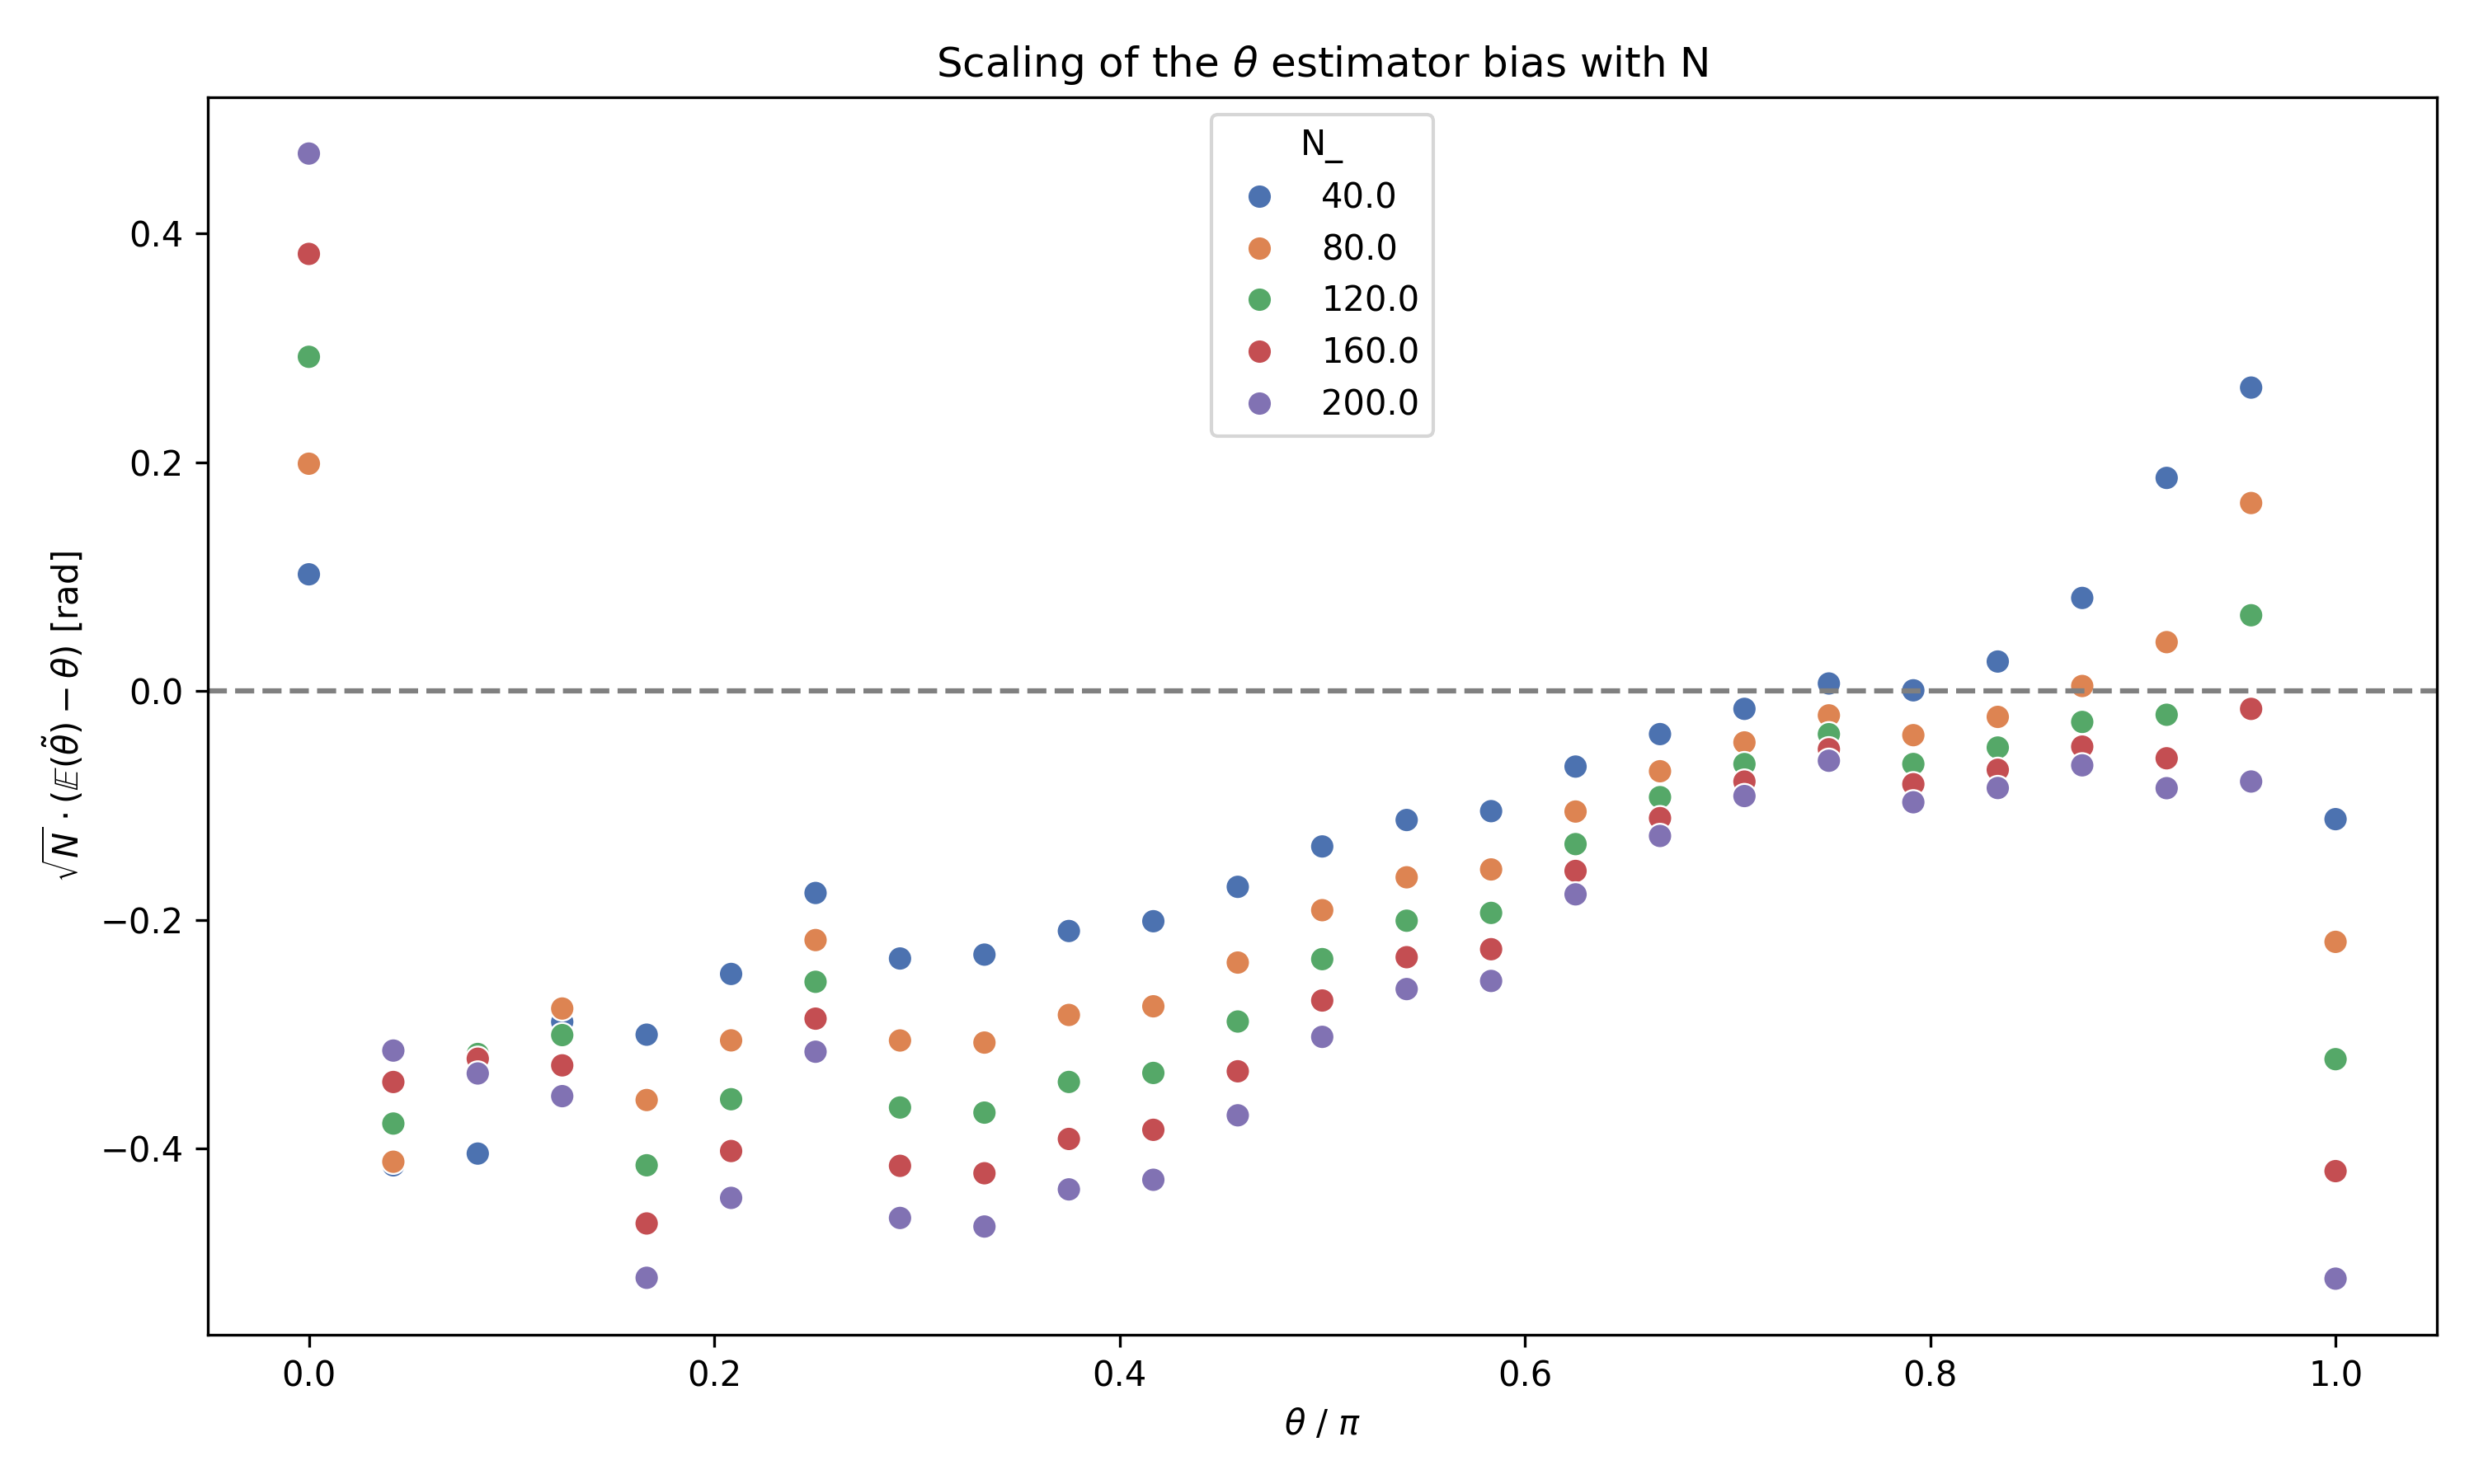 Scaling of the θ estimator bias with N
N_
40.0
80.0
120.0
160.0
200.0
√N · (𝔼(θ̃) − θ) [rad]
0.4
0.2
0.0
−0.2
−0.4
0.0 0.2 0.4 0.6 0.8 1.0
θ / π